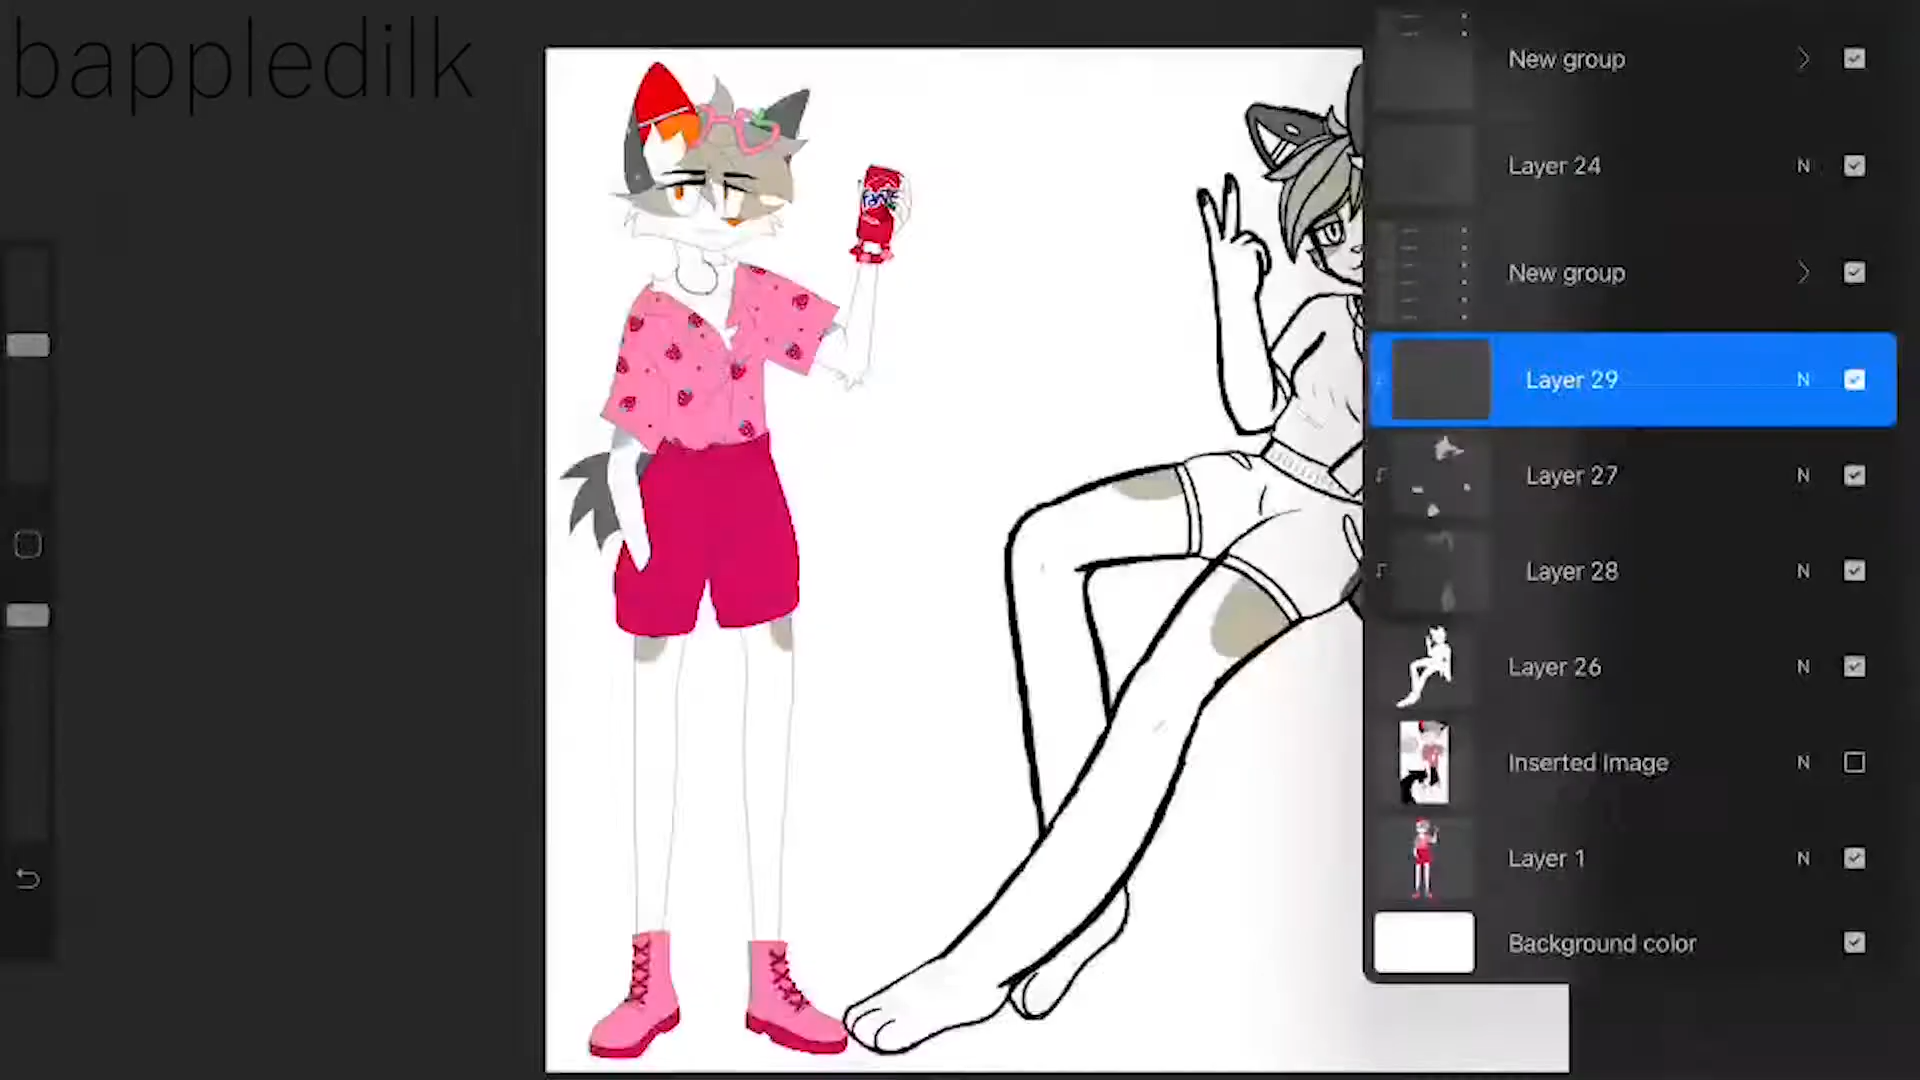 bappledilk
New group
Layer 24 N
New group
Layer 29 N
Layer 27 N
Layer 28 N
Layer 26 N
Inserted Image N
Layer 1 N
Background color